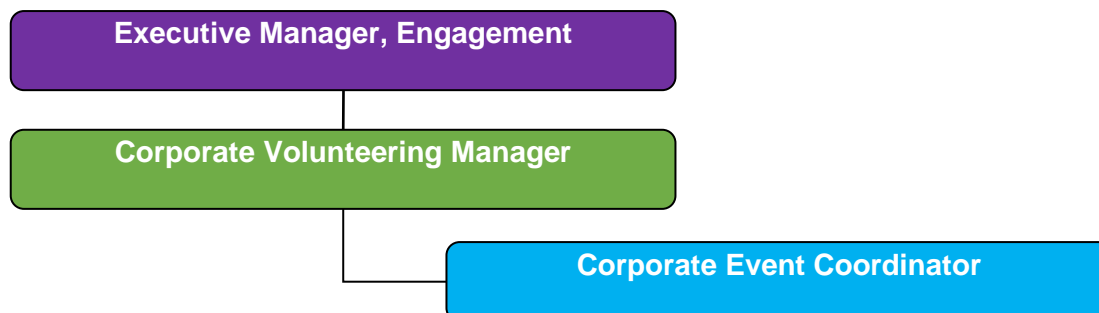 Executive Manager, Engagement
Corporate Volunteering Manager
Corporate Event Coordinator